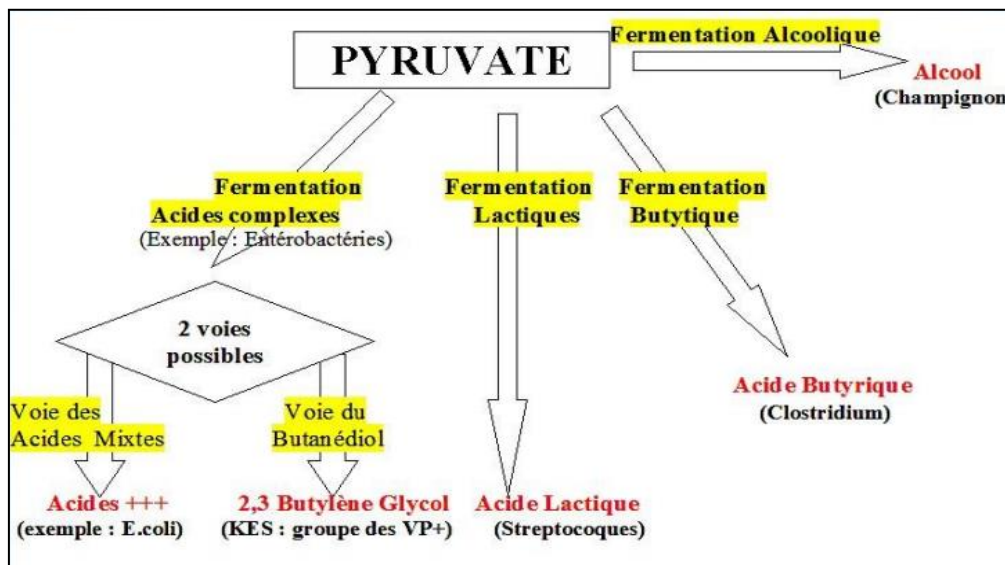 PYRUVATE
Fermentation Alcoolique
Alcool
(Champignon
Fermentation
Acides complexes
(Exemple : Entérobactéries)
Fermentation
Lactiques
Fermentation
Butytique
2 voies
possibles
Voie des
Acides Mixtes
Voie du
Butanédiol
Acide Butyrique
(Clostridium)
Acides +++
(exemple : E.coli)
2,3 Butylène Glycol
(KES : groupe des VP+)
Acide Lactique
(Streptocoques)